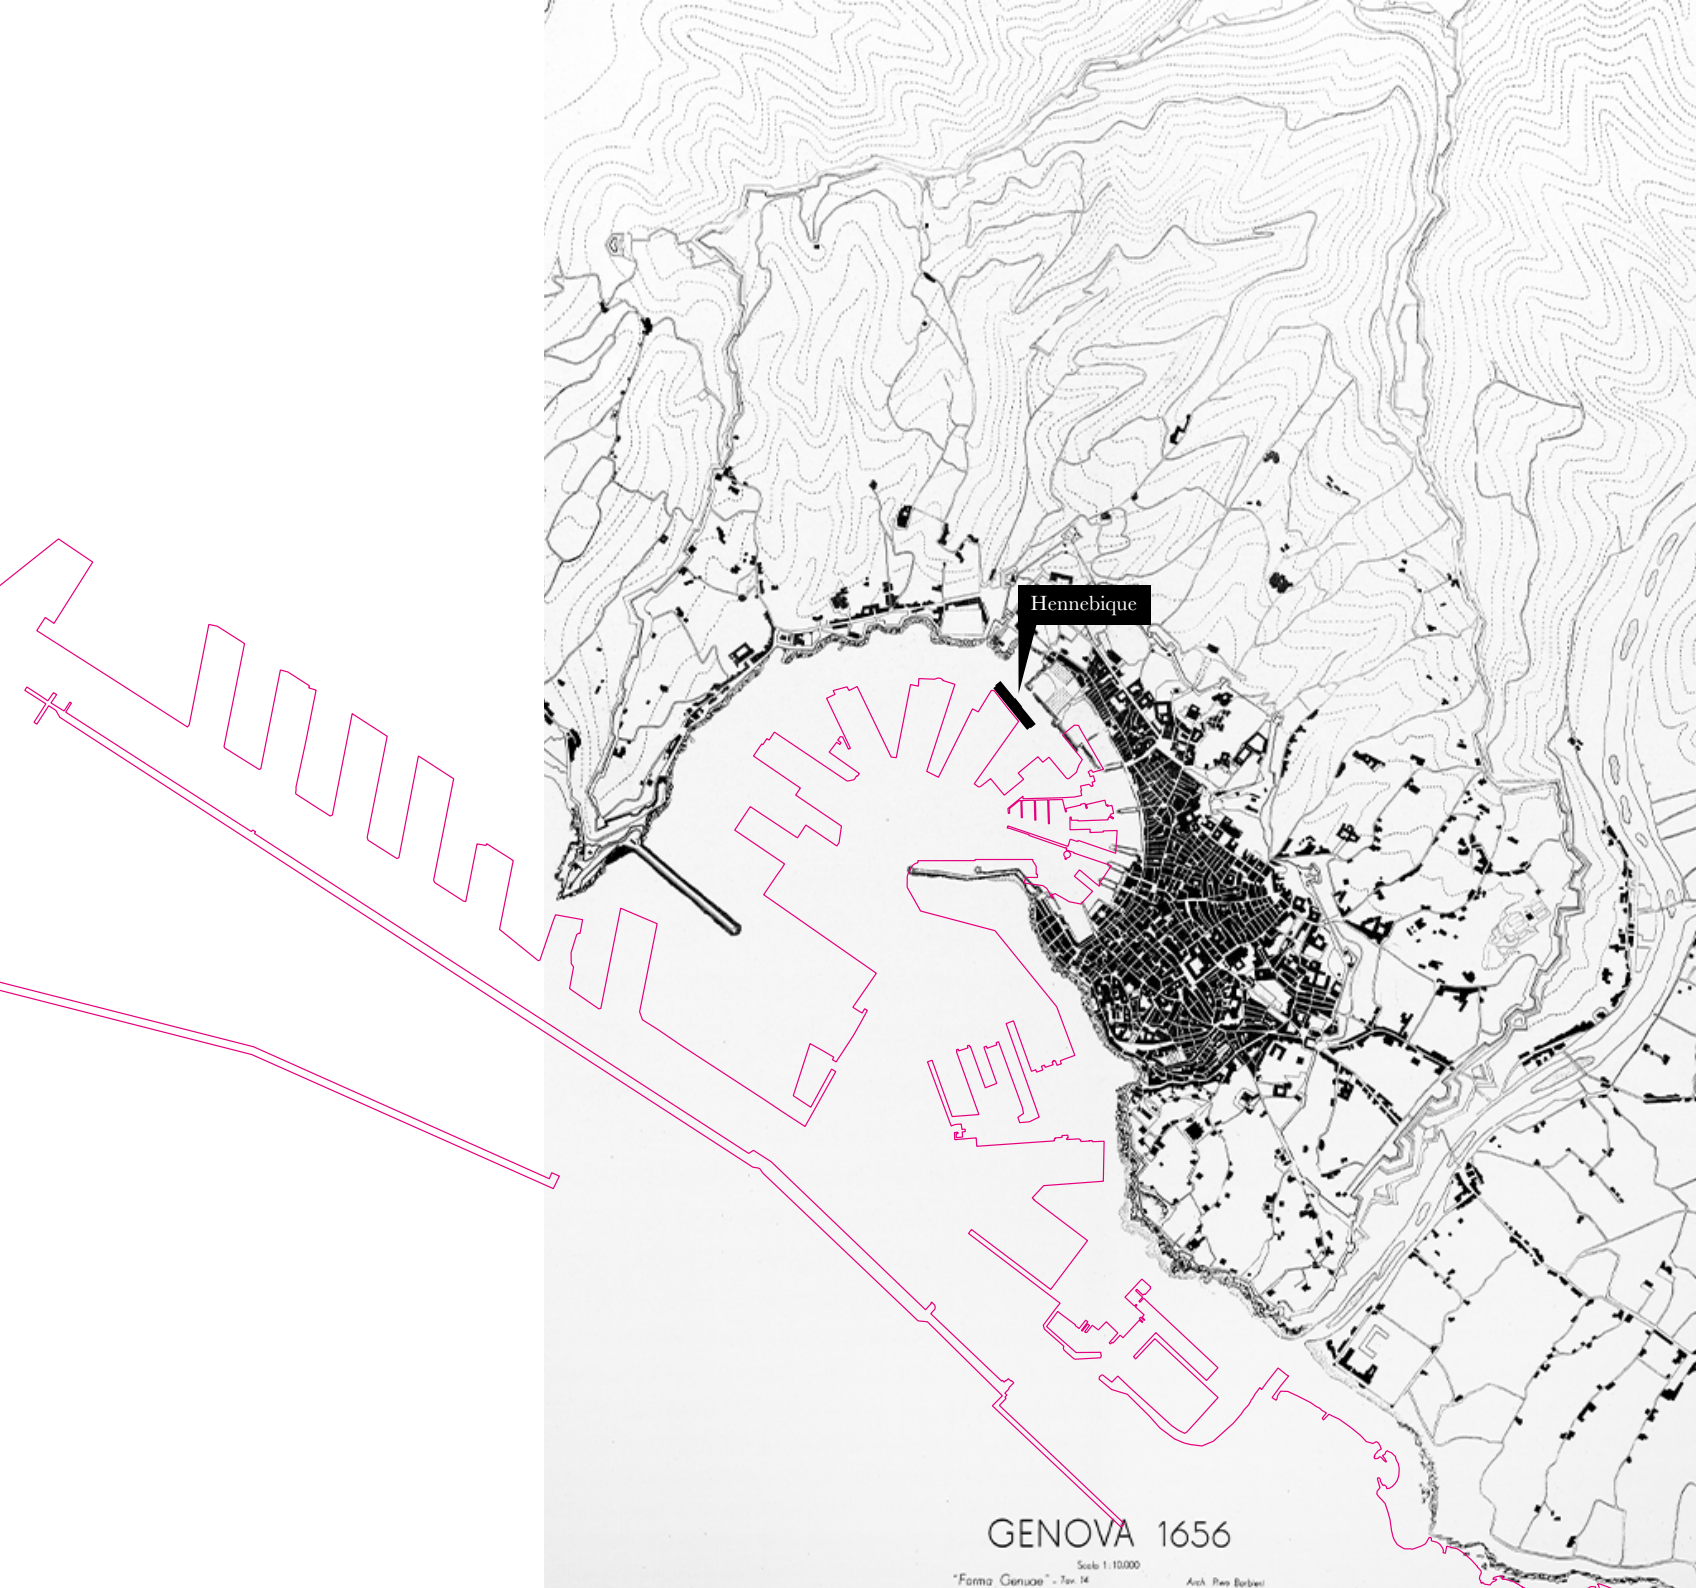 Hennebique
GENOVA 1656
Scala 1:10.000
"Forma Genuae" - Tav. 14
Arch. Piero Barbieri